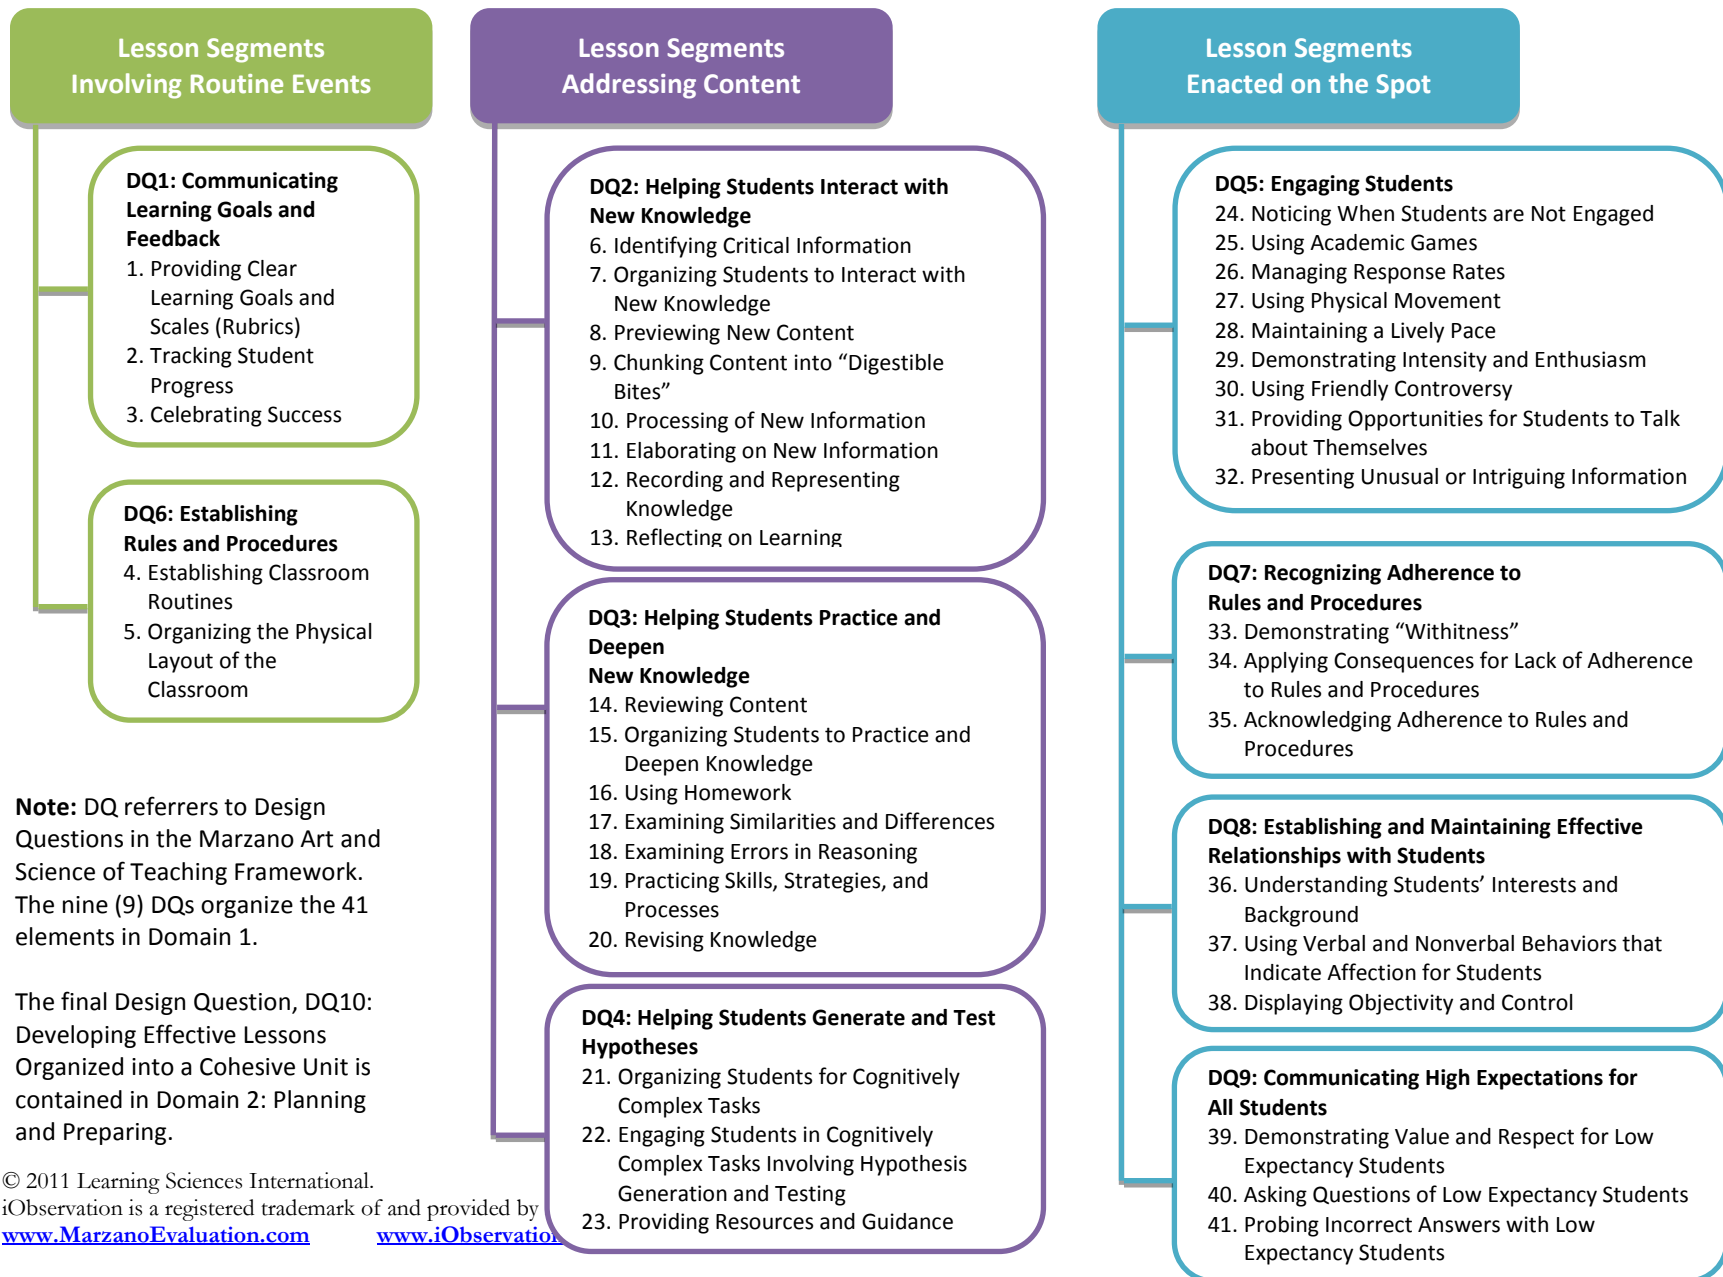 Lesson Segments
Involving Routine Events
DQ1: Communicating
Learning Goals and
Feedback
1. Providing Clear
Learning Goals and
Scales (Rubrics)
2. Tracking Student
Progress
3. Celebrating Success
DQ6: Establishing
Rules and Procedures
4. Establishing Classroom
Routines
5. Organizing the Physical
Layout of the
Classroom
Note: DQ referrers to Design
Questions in the Marzano Art and
Science of Teaching Framework.
The nine (9) DQs organize the 41
elements in Domain 1.
The final Design Question, DQ10:
Developing Effective Lessons
Organized into a Cohesive Unit is
contained in Domain 2: Planning
and Preparing.
© 2011 Learning Sciences International.
iObservation is a registered trademark of and provided by
www.MarzanoEvaluation.com www.iObservation
Lesson Segments
Addressing Content
DQ2: Helping Students Interact with
New Knowledge
6. Identifying Critical Information
7. Organizing Students to Interact with
New Knowledge
8. Previewing New Content
9. Chunking Content into “Digestible
Bites”
10. Processing of New Information
11. Elaborating on New Information
12. Recording and Representing
Knowledge
13. Reflecting on Learning
DQ3: Helping Students Practice and
Deepen
New Knowledge
14. Reviewing Content
15. Organizing Students to Practice and
Deepen Knowledge
16. Using Homework
17. Examining Similarities and Differences
18. Examining Errors in Reasoning
19. Practicing Skills, Strategies, and
Processes
20. Revising Knowledge
DQ4: Helping Students Generate and Test
Hypotheses
21. Organizing Students for Cognitively
Complex Tasks
22. Engaging Students in Cognitively
Complex Tasks Involving Hypothesis
Generation and Testing
23. Providing Resources and Guidance
Lesson Segments
Enacted on the Spot
DQ5: Engaging Students
24. Noticing When Students are Not Engaged
25. Using Academic Games
26. Managing Response Rates
27. Using Physical Movement
28. Maintaining a Lively Pace
29. Demonstrating Intensity and Enthusiasm
30. Using Friendly Controversy
31. Providing Opportunities for Students to Talk
about Themselves
32. Presenting Unusual or Intriguing Information
DQ7: Recognizing Adherence to
Rules and Procedures
33. Demonstrating “Withitness”
34. Applying Consequences for Lack of Adherence
to Rules and Procedures
35. Acknowledging Adherence to Rules and
Procedures
DQ8: Establishing and Maintaining Effective
Relationships with Students
36. Understanding Students’ Interests and
Background
37. Using Verbal and Nonverbal Behaviors that
Indicate Affection for Students
38. Displaying Objectivity and Control
DQ9: Communicating High Expectations for
All Students
39. Demonstrating Value and Respect for Low
Expectancy Students
40. Asking Questions of Low Expectancy Students
41. Probing Incorrect Answers with Low
Expectancy Students